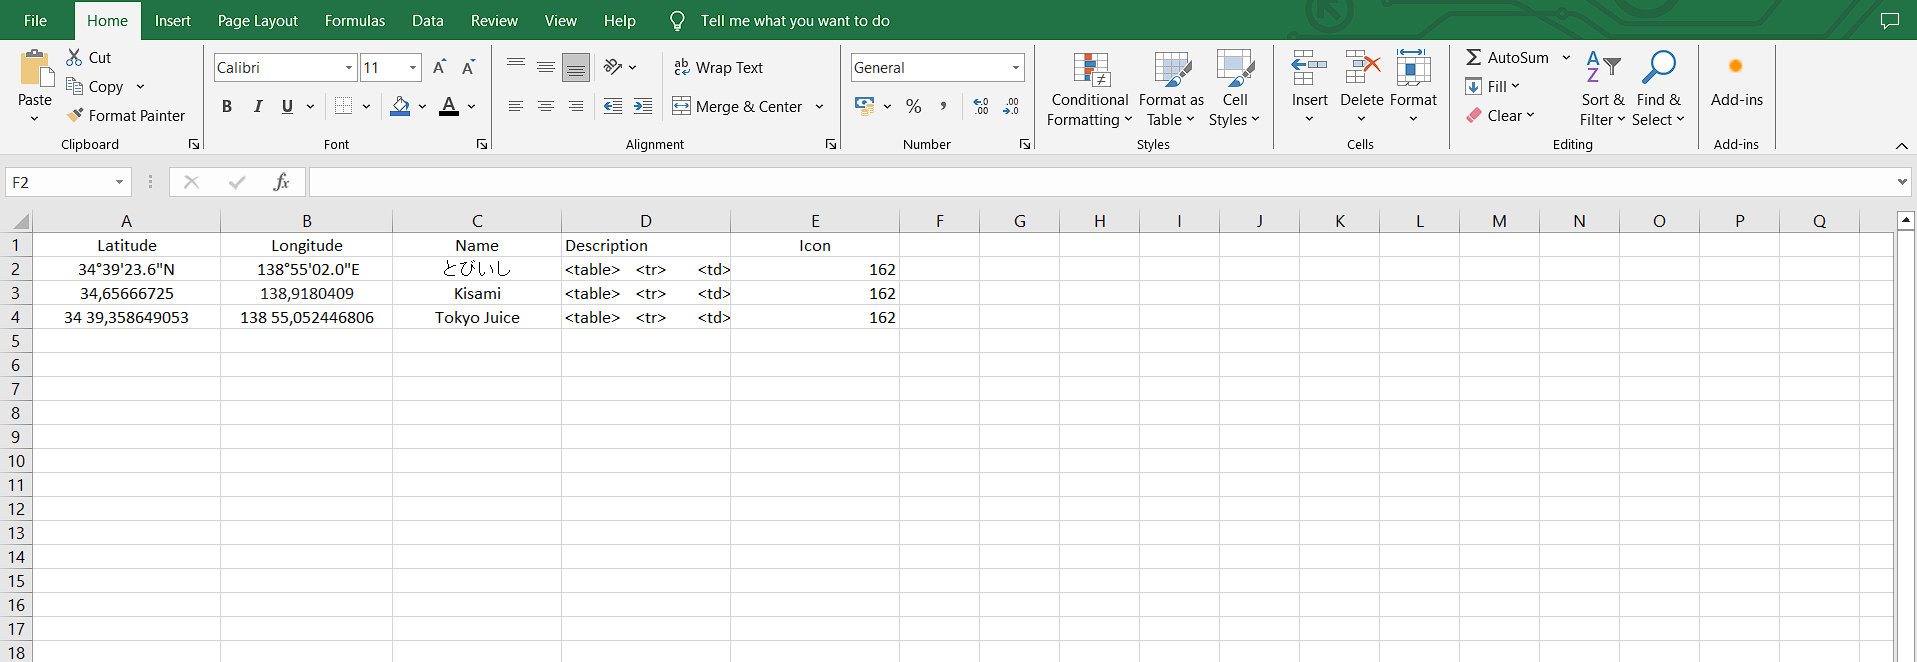 File Home Insert Page Layout Formulas Data Review View Help Tell me what you want to do
Paste
Cut
Copy
Format Painter
Clipboard
Calibri 11 A A
B I U A
Font
ab Wrap Text
Merge & Center
Alignment
General
% , .0 .00 .00 .0
Number
Conditional Formatting
Format as Table
Cell Styles
Styles
Insert Delete Format
Cells
AutoSum
Fill
Clear
Sort & Filter
Find & Select
Editing
Add-ins
Add-ins
F2 fx
A B C D E F G H I J K L M N O P Q
1 Latitude Longitude Name Description Icon
2 34°39'23.6"N 138°55'02.0"E とびいし <table> <tr> <td> 162
3 34,65666725 138,9180409 Kisami <table> <tr> <td> 162
4 34 39,358649053 138 55,052446806 Tokyo Juice <table> <tr> <td> 162
5
6
7
8
9
10
11
12
13
14
15
16
17
18